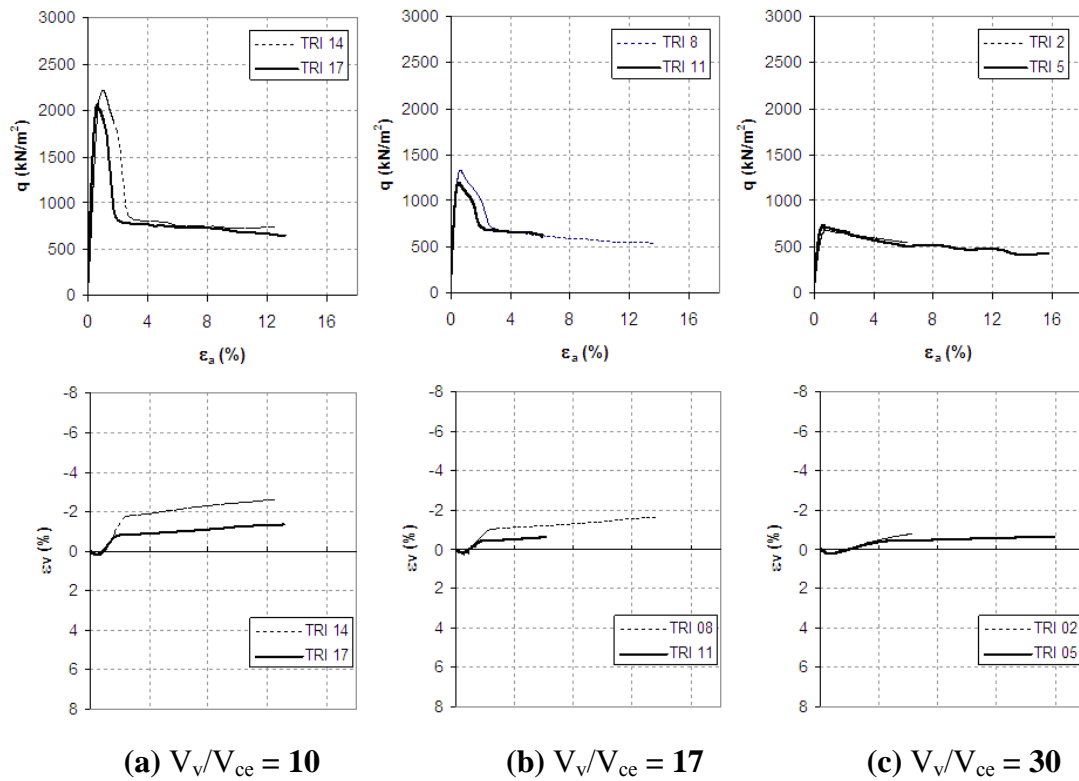 3000
2500
2000
1500
1000
500
0
q (kN/m²)
TRI 14
TRI 17
0 4 8 12 16
εa (%)
3000
2500
2000
1500
1000
500
0
q (kN/m²)
TRI 8
TRI 11
0 4 8 12 16
εa (%)
3000
2500
2000
1500
1000
500
0
q (kN/m²)
TRI 2
TRI 5
0 4 8 12 16
εa (%)
-8
-6
-4
-2
0
2
4
6
8
εv (%)
TRI 14
TRI 17
-8
-6
-4
-2
0
2
4
6
8
εv (%)
TRI 08
TRI 11
-8
-6
-4
-2
0
2
4
6
8
εv (%)
TRI 02
TRI 05
(a) Vv/Vce = 10
(b) Vv/Vce = 17
(c) Vv/Vce = 30